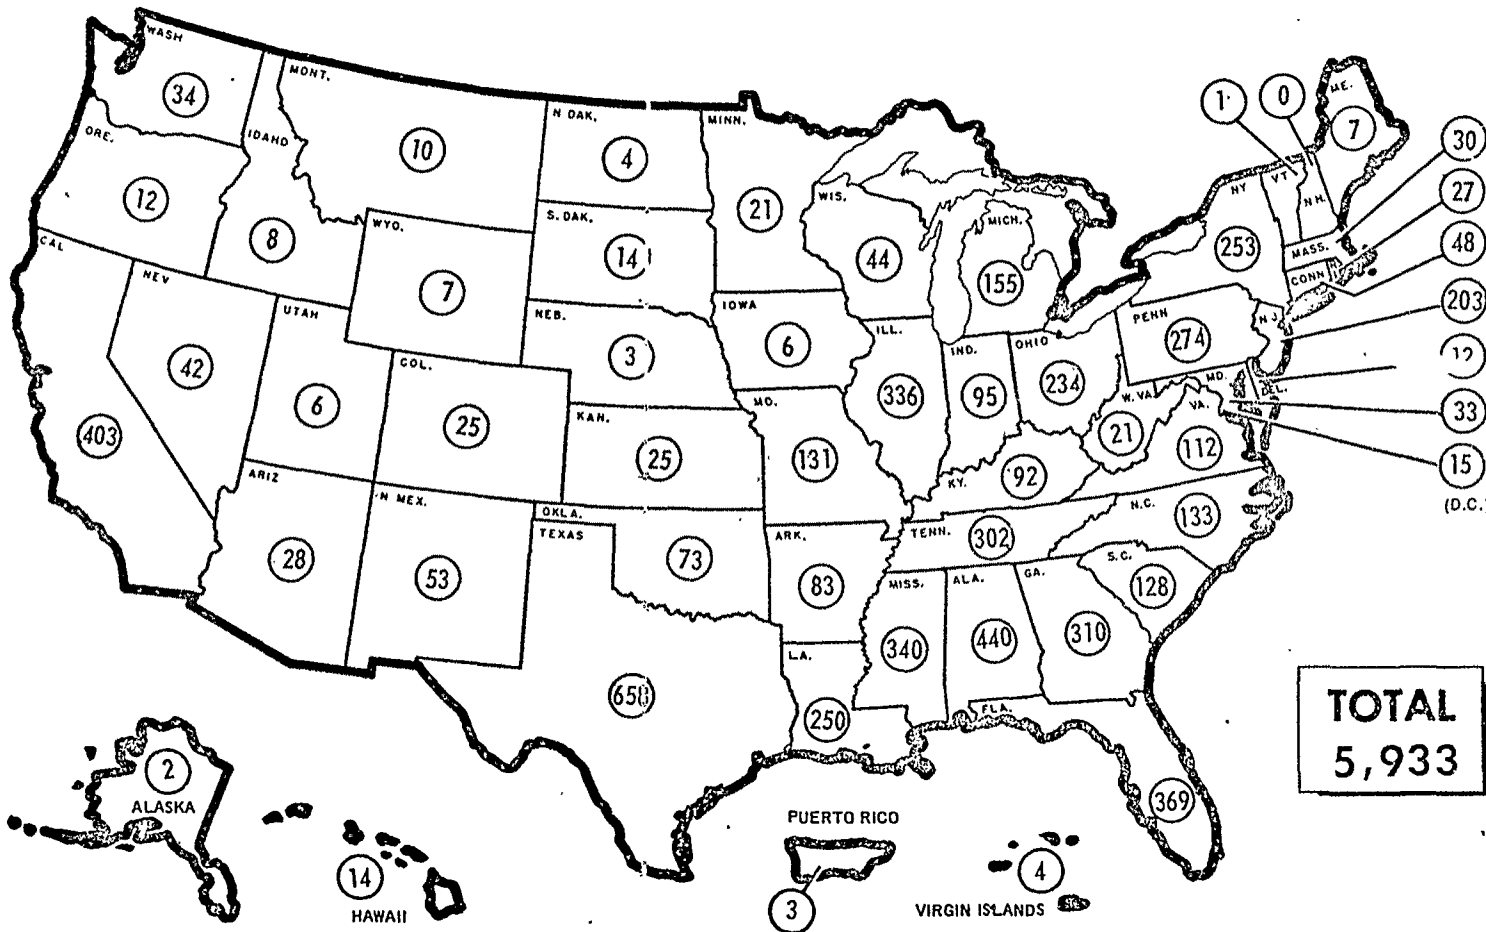 WASH
34
MONT.
10
IDAHO
8
ORE.
12
CAL
403
NEV
42
UTAH
6
WYO.
7
COL.
25
ARIZ
28
N MEX.
53
N DAK.
4
S. DAK.
14
NEB.
3
KAN.
25
OKLA.
73
TEXAS
658
MINN.
21
IOWA
6
MO.
131
ARK.
83
LA.
250
WIS.
44
ILL.
336
MICH.
155
IND.
95
OHIO
234
KY.
92
TENN.
302
MISS.
340
ALA.
440
GA.
310
FLA.
369
S.C.
128
N.C.
133
VA.
112
W.VA.
21
PENN
274
NY
253
VT
1
N.H.
0
ME.
7
MASS.
30
RI
27
CONN
48
N.J.
203
DEL.
12
MD.
33
15
(D.C.)
TOTAL
5,933
2
ALASKA
14
HAWAII
PUERTO RICO
3
4
VIRGIN ISLANDS